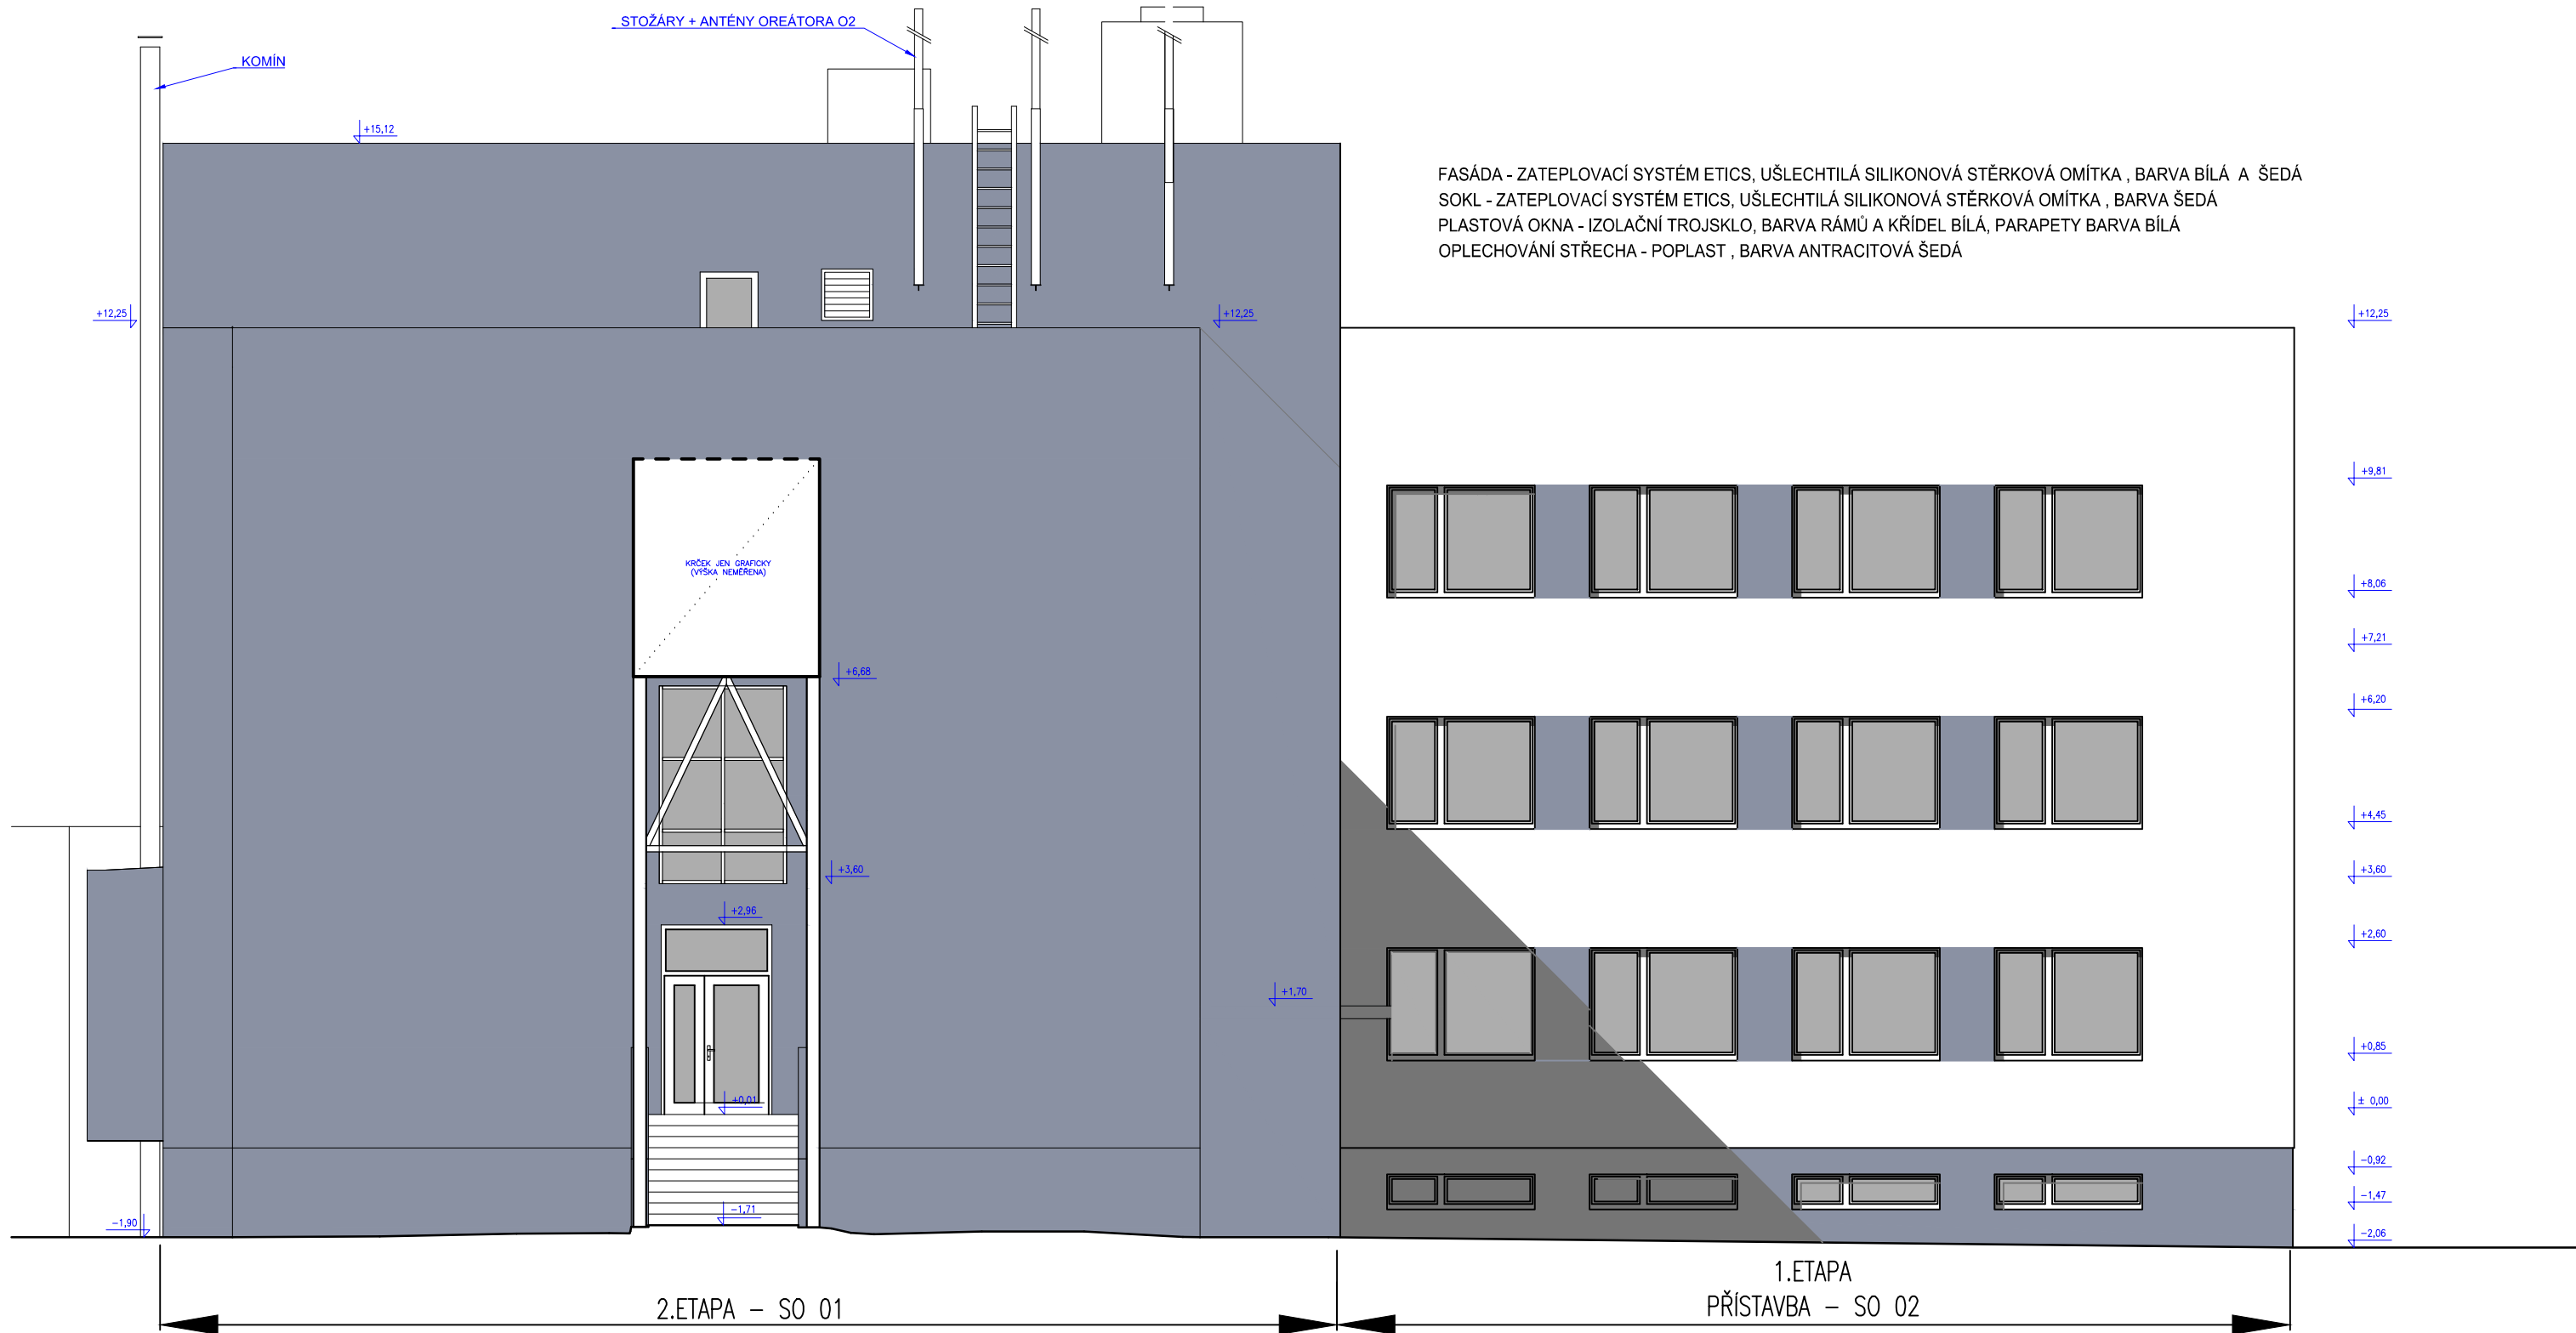 STOŽÁRY + ANTÉNY OREÁTORA O2
KOMÍN
+15,12
FASÁDA - ZATEPLOVACÍ SYSTÉM ETICS, UŠLECHTILÁ SILIKONOVÁ STĚRKOVÁ OMÍTKA , BARVA BÍLÁ A ŠEDÁ
SOKL - ZATEPLOVACÍ SYSTÉM ETICS, UŠLECHTILÁ SILIKONOVÁ STĚRKOVÁ OMÍTKA , BARVA ŠEDÁ
PLASTOVÁ OKNA - IZOLAČNÍ TROJSKLO, BARVA RÁMŮ A KŘÍDEL BÍLÁ, PARAPETY BARVA BÍLÁ
OPLECHOVÁNÍ STŘECHA - POPLAST , BARVA ANTRACITOVÁ ŠEDÁ
+12,25
+12,25
+12,25
+9,81
KRČEK JEN GRAFICKY
(VÝŠKA NEMĚŘENA)
+8,06
+7,21
+6,68
+6,20
+4,45
+3,60
+3,60
+2,96
+2,60
+1,70
+0,85
+0,01
± 0,00
-0,92
-1,47
-1,71
-1,90
-2,06
1.ETAPA
2.ETAPA - SO 01
PŘÍSTAVBA - SO 02